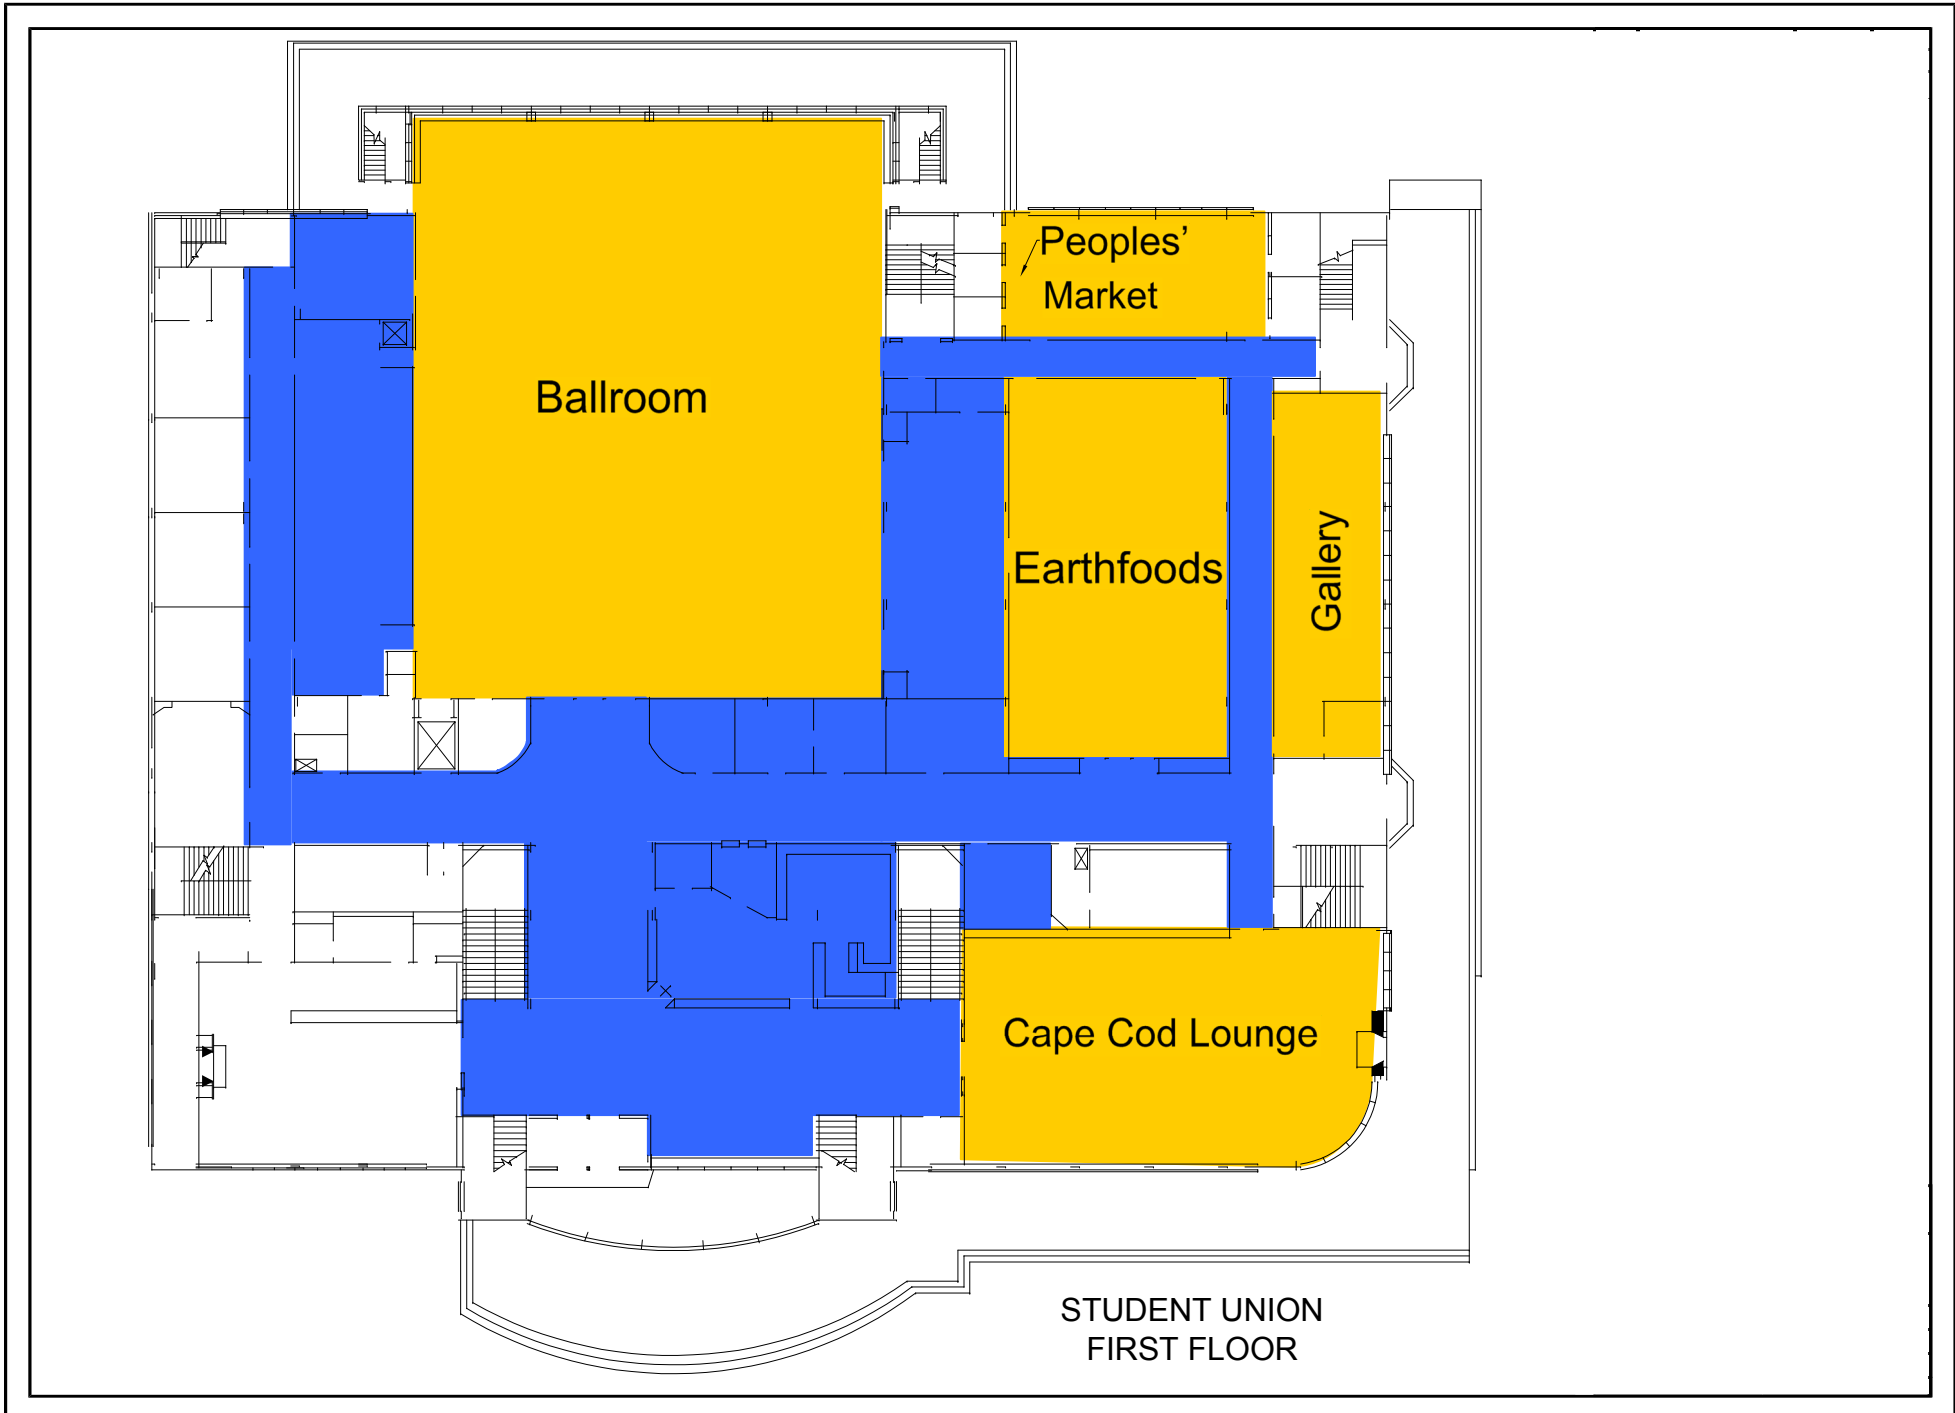 Peoples’
Market
Ballroom
Earthfoods
Gallery
Cape Cod Lounge
STUDENT UNION
FIRST FLOOR